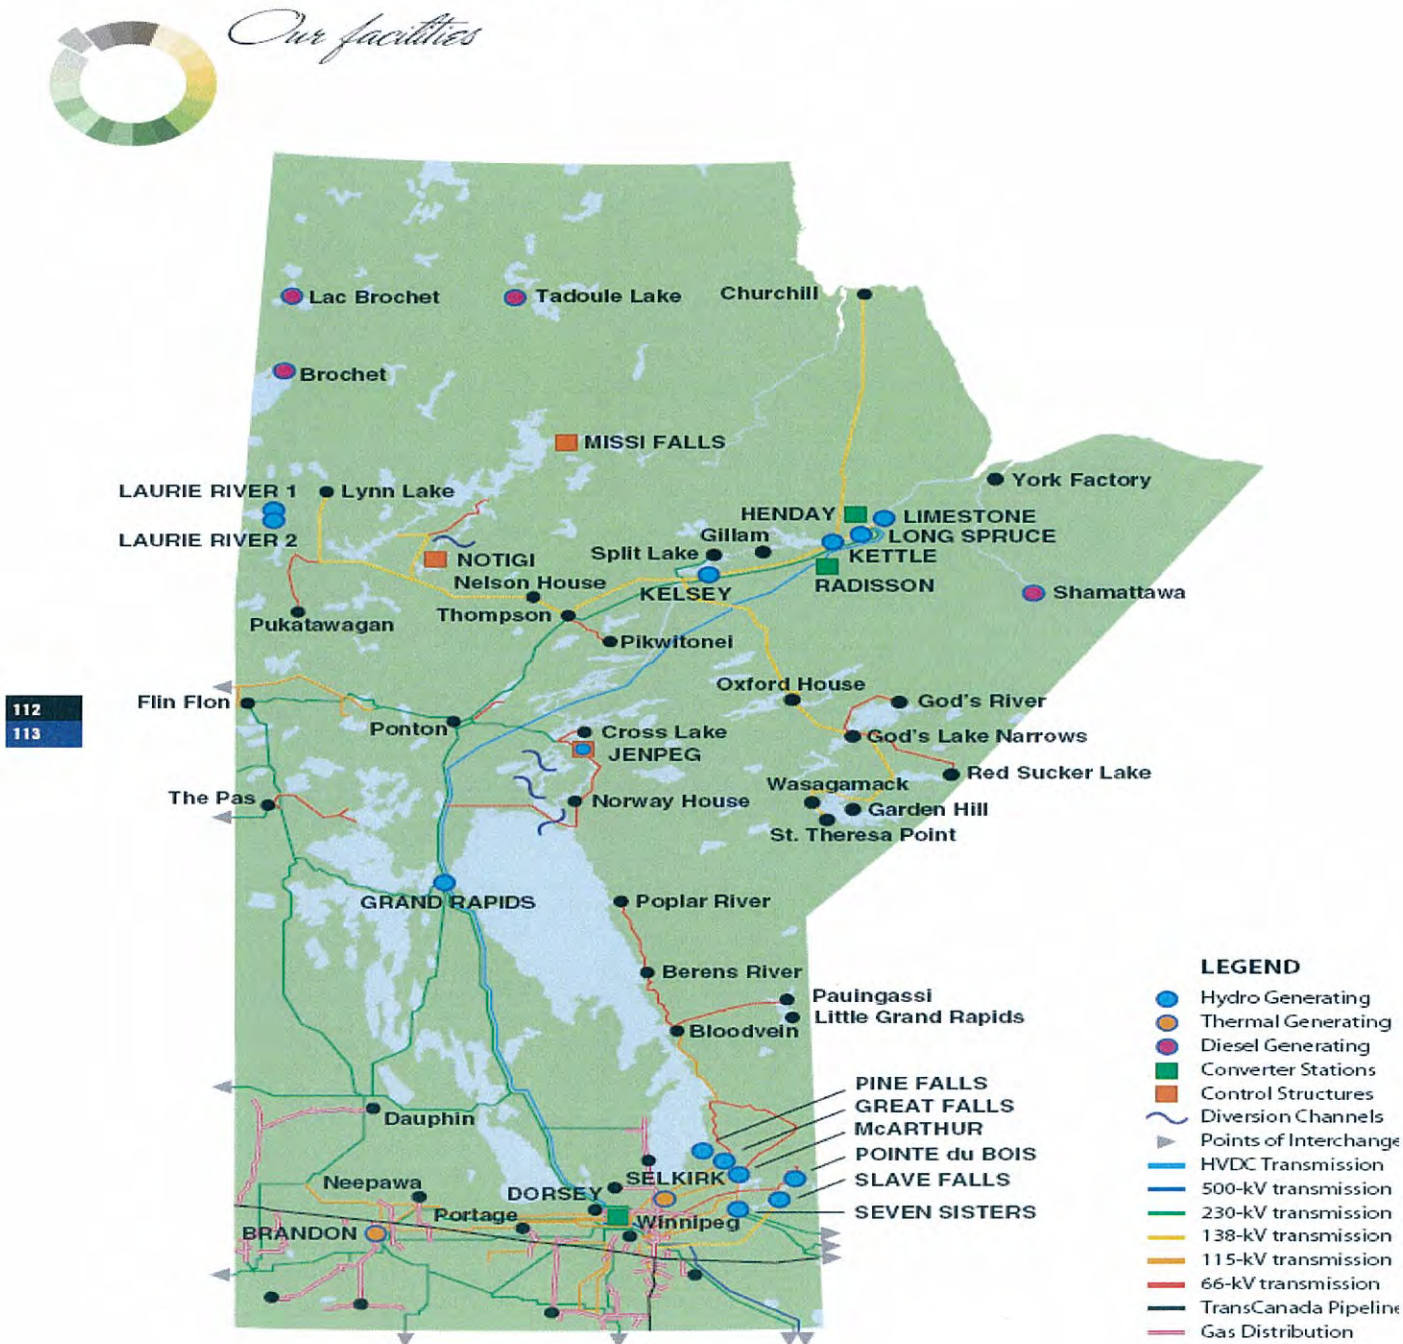 Our facilities
Lac Brochet
Tadoule Lake
Churchill
Brochet
MISSI FALLS
York Factory
LAURIE RIVER 1
Lynn Lake
HENDAY
LIMESTONE
LAURIE RIVER 2
Gillam
LONG SPRUCE
NOTIGI
Split Lake
KETTLE
Nelson House
KELSEY
RADISSON
Shamattawa
Pukatawagan
Thompson
Pikwitonei
Flin Flon
Oxford House
God's River
112
113
Ponton
Cross Lake
God's Lake Narrows
JENPEG
Red Sucker Lake
The Pas
Norway House
Wasagamack
Garden Hill
St. Theresa Point
GRAND RAPIDS
Poplar River
Berens River
Pauingassi
Little Grand Rapids
Bloodvein
PINE FALLS
GREAT FALLS
Dauphin
McARTHUR
POINTE du BOIS
Neepawa
DORSEY
SELKIRK
SLAVE FALLS
Portage
Winnipeg
SEVEN SISTERS
BRANDON
LEGEND
Hydro Generating
Thermal Generating
Diesel Generating
Converter Stations
Control Structures
Diversion Channels
Points of Interchange
HVDC Transmission
500-kV transmission
230-kV transmission
138-kV transmission
115-kV transmission
66-kV transmission
TransCanada Pipeline
Gas Distribution